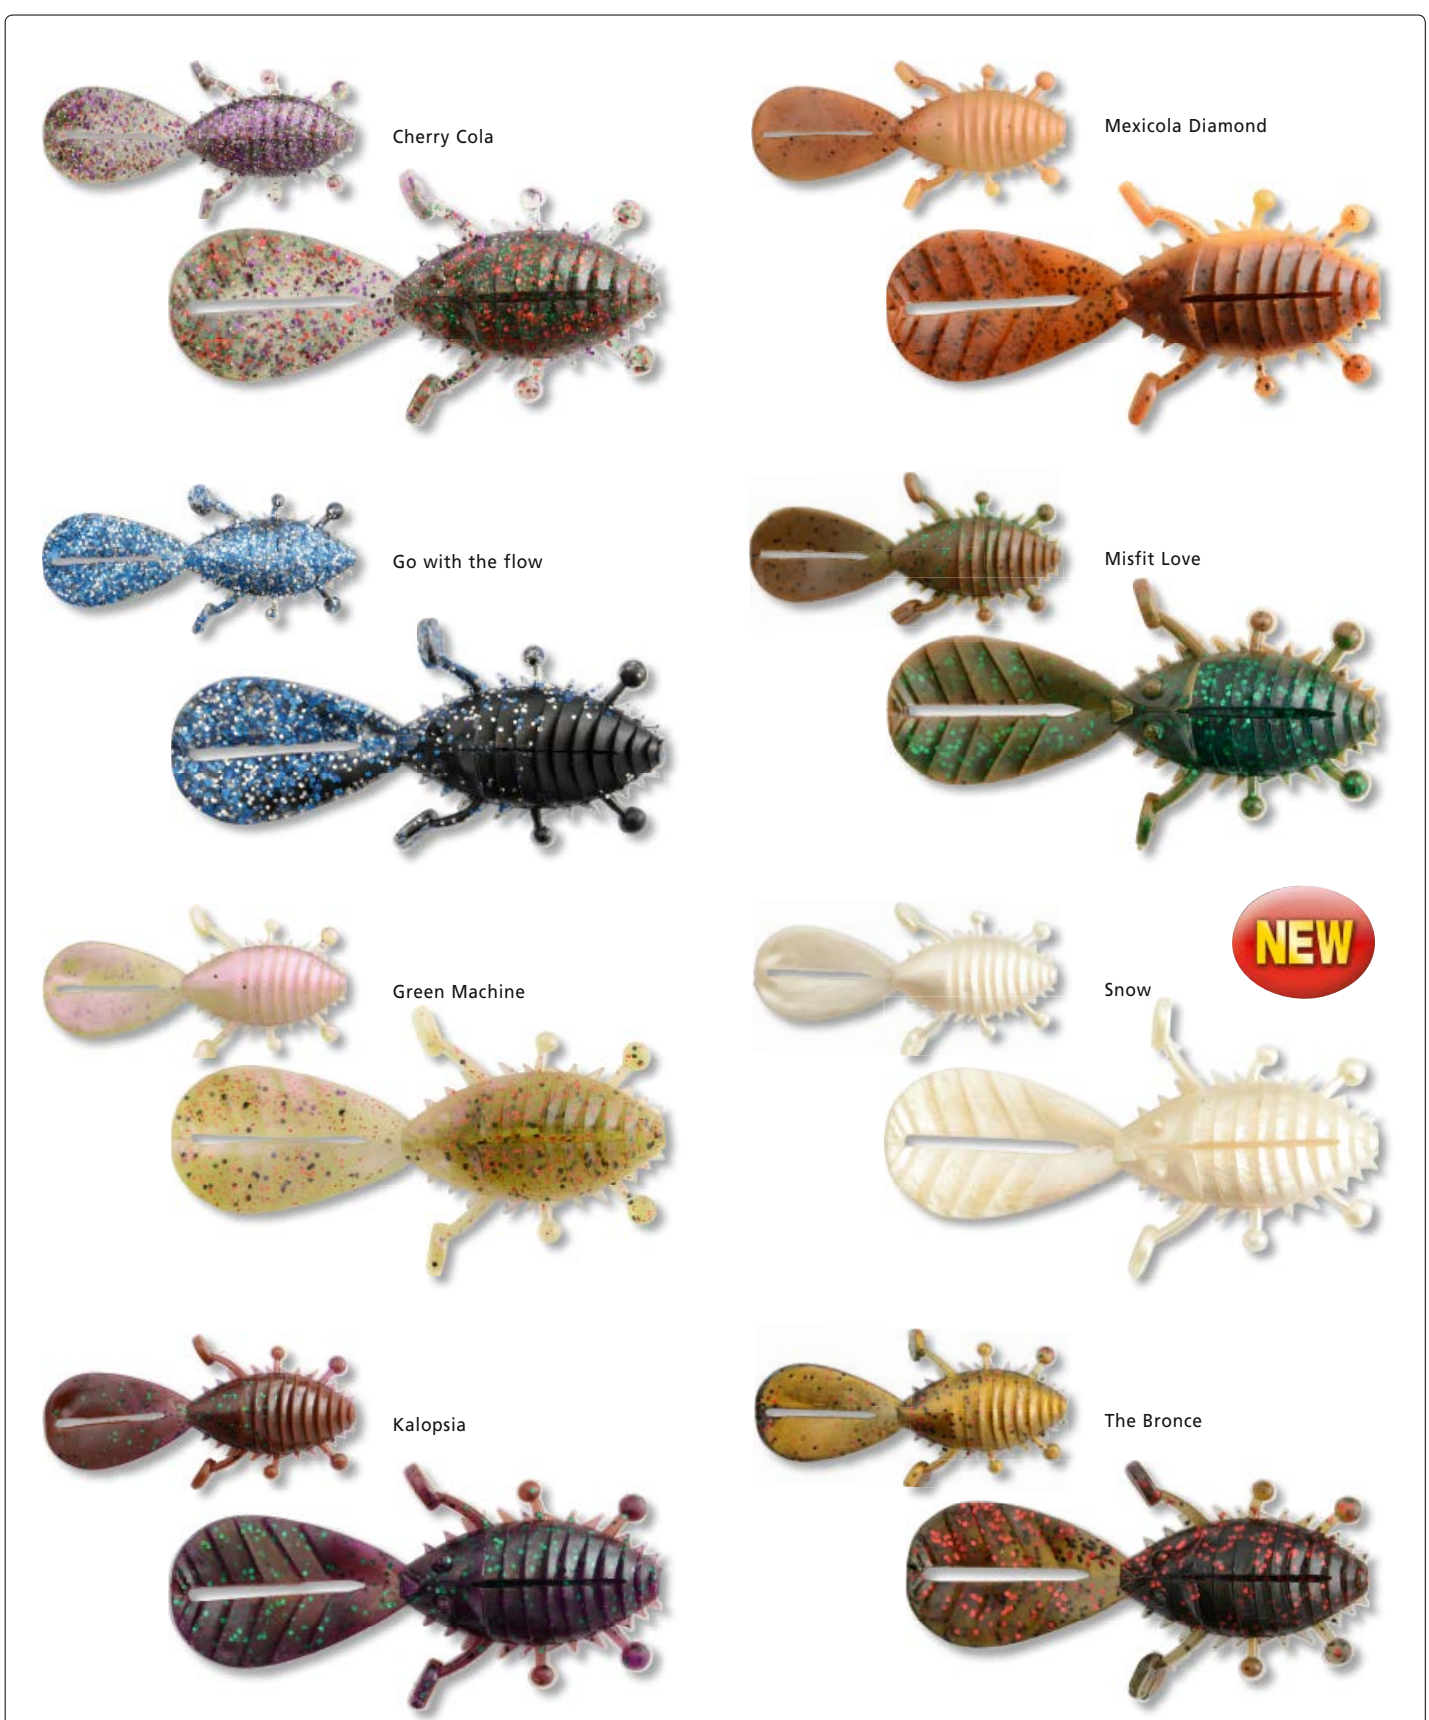 Cherry Cola
Mexicola Diamond
Go with the flow
Misfit Love
Green Machine
Snow
NEW
Kalopsia
The Bronce